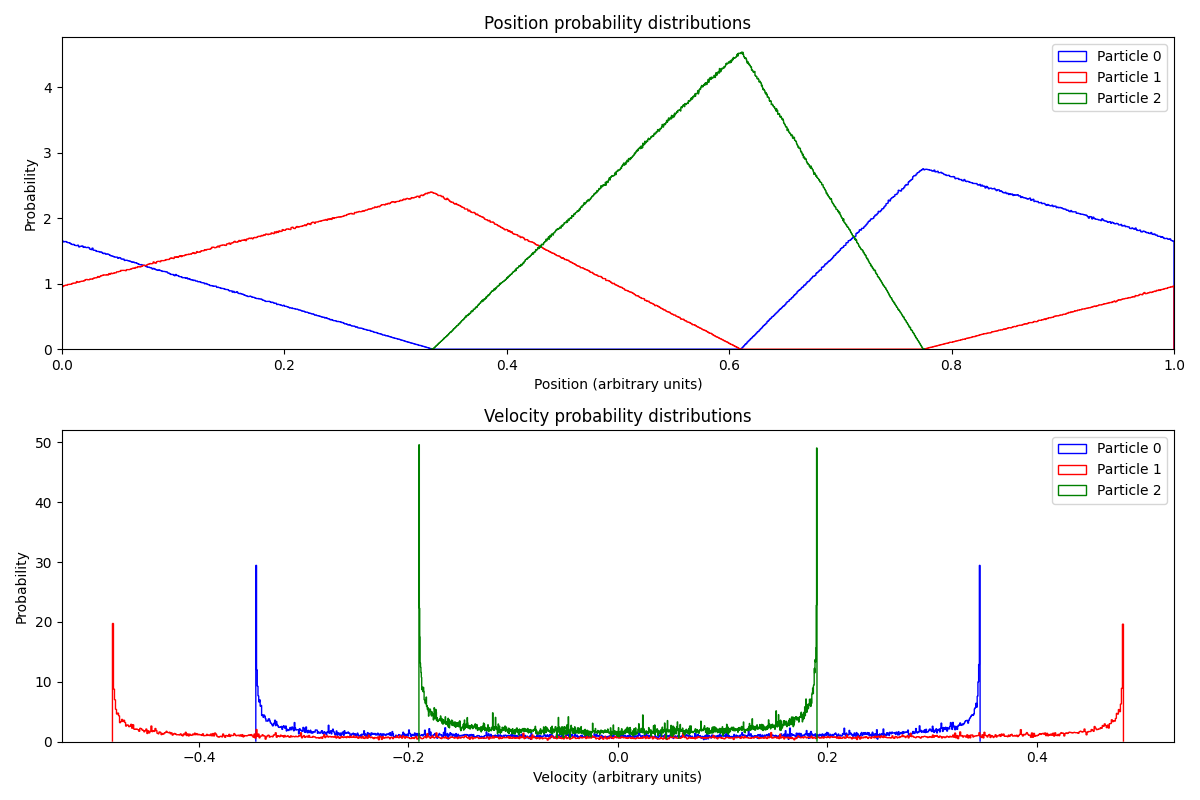 Position probability distributions
Probability
4
3
2
1
0
Particle 0
Particle 1
Particle 2
0.0 0.2 0.4 0.6 0.8 1.0
Position (arbitrary units)
Velocity probability distributions
Probability
50
40
30
20
10
0
Particle 0
Particle 1
Particle 2
−0.4 −0.2 0.0 0.2 0.4
Velocity (arbitrary units)